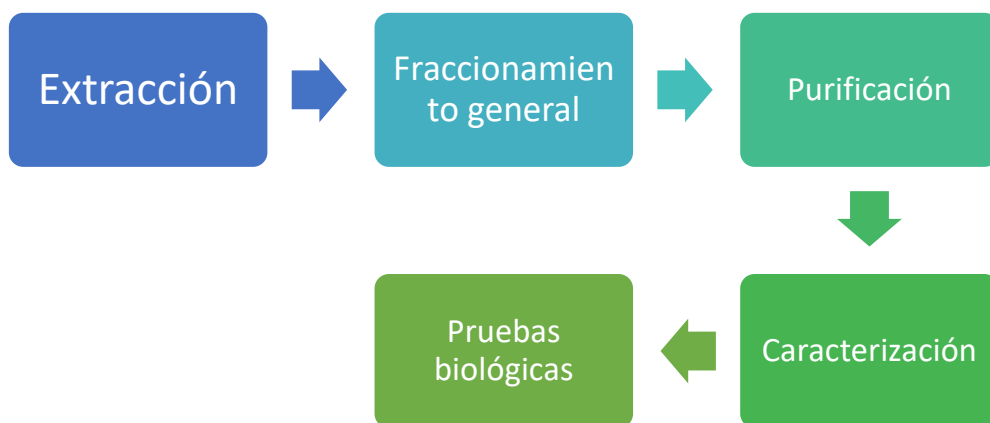 Extracción
Fraccionamien
to general
Purificación
Caracterización
Pruebas
biológicas